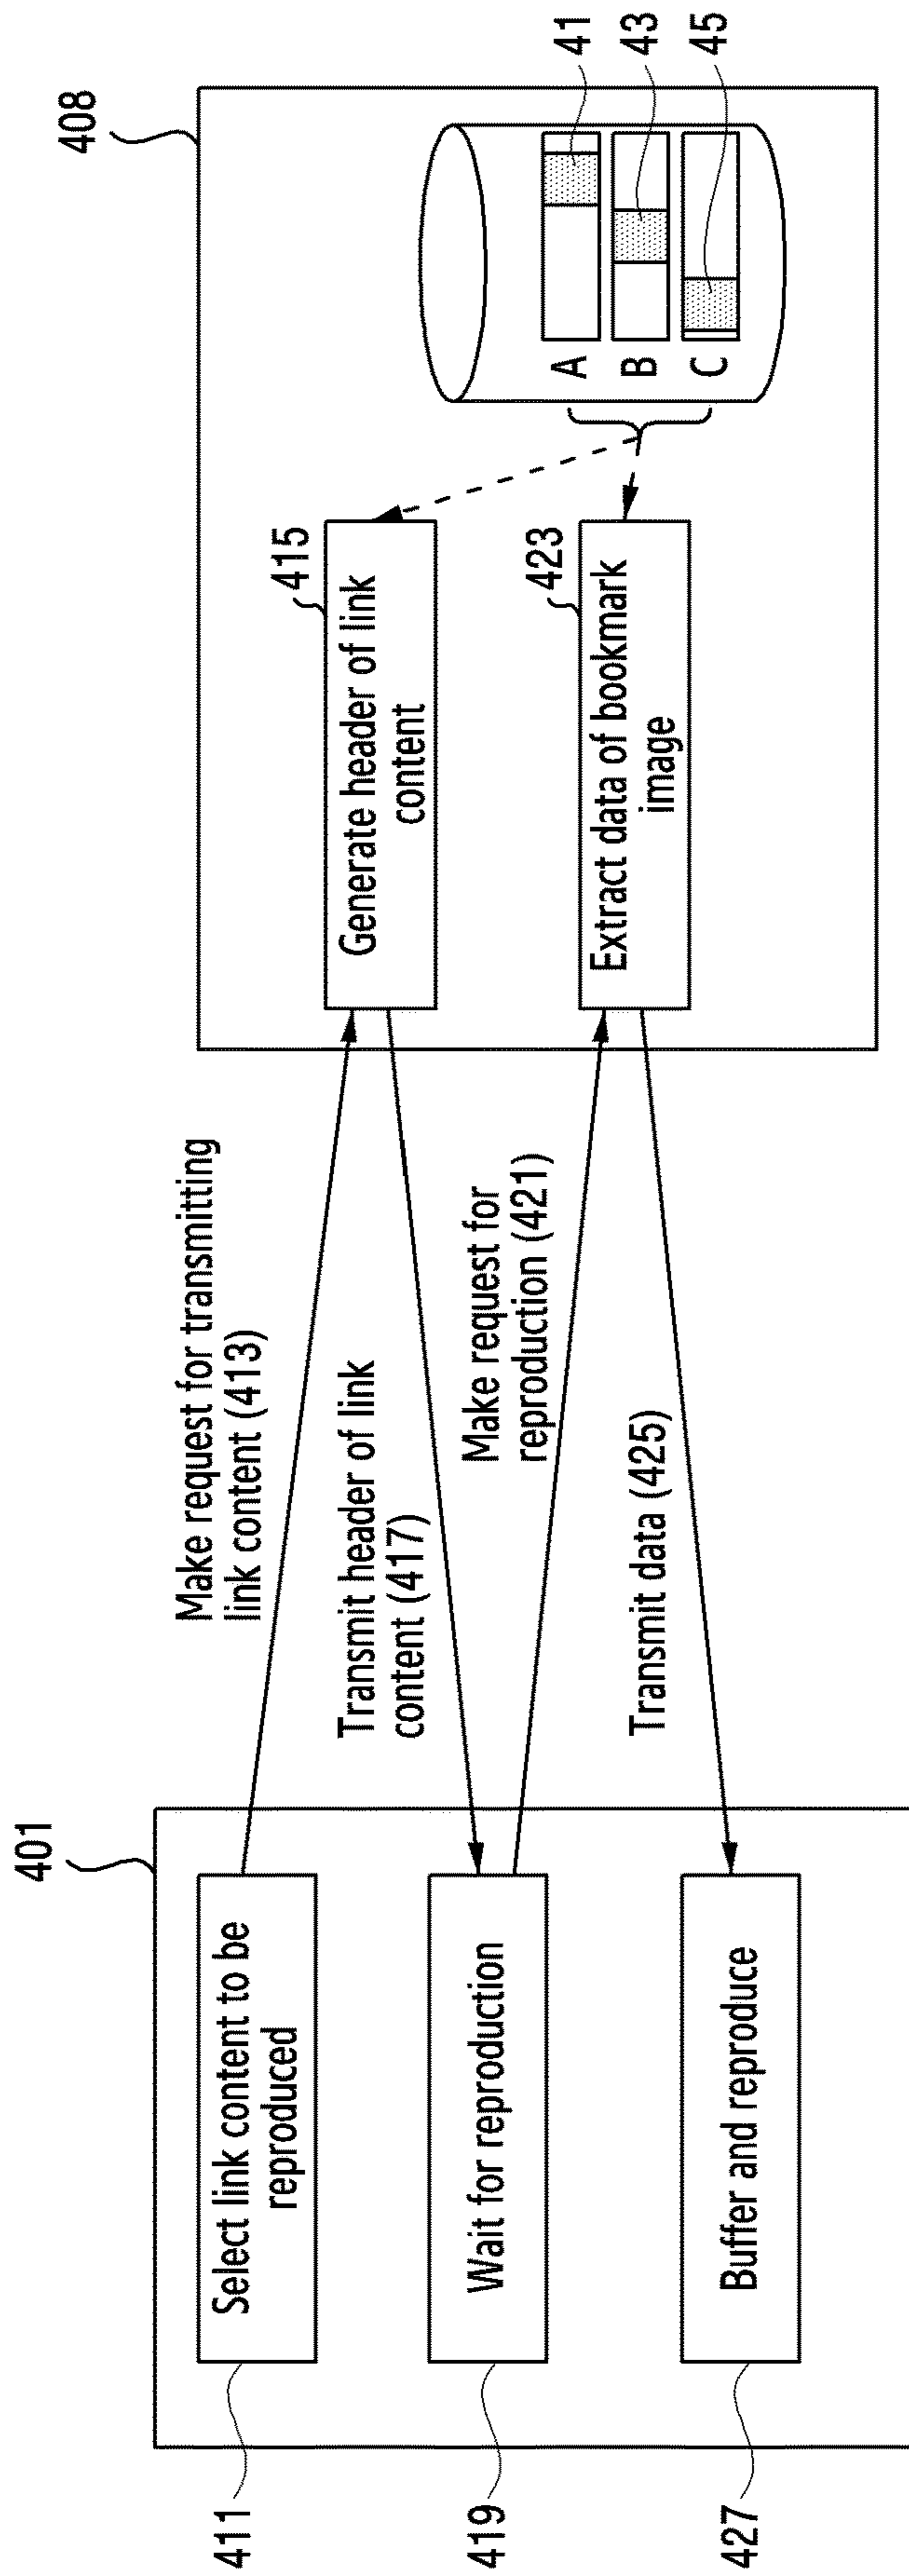 401
408
411
Select link content to be
reproduced
Make request for transmitting
link content (413)
415
Generate header of link
content
Transmit header of link
content (417)
419
Wait for reproduction
Make request for
reproduction (421)
423
Extract data of bookmark
image
Transmit data (425)
427
Buffer and reproduce
A
41
B
43
C
45